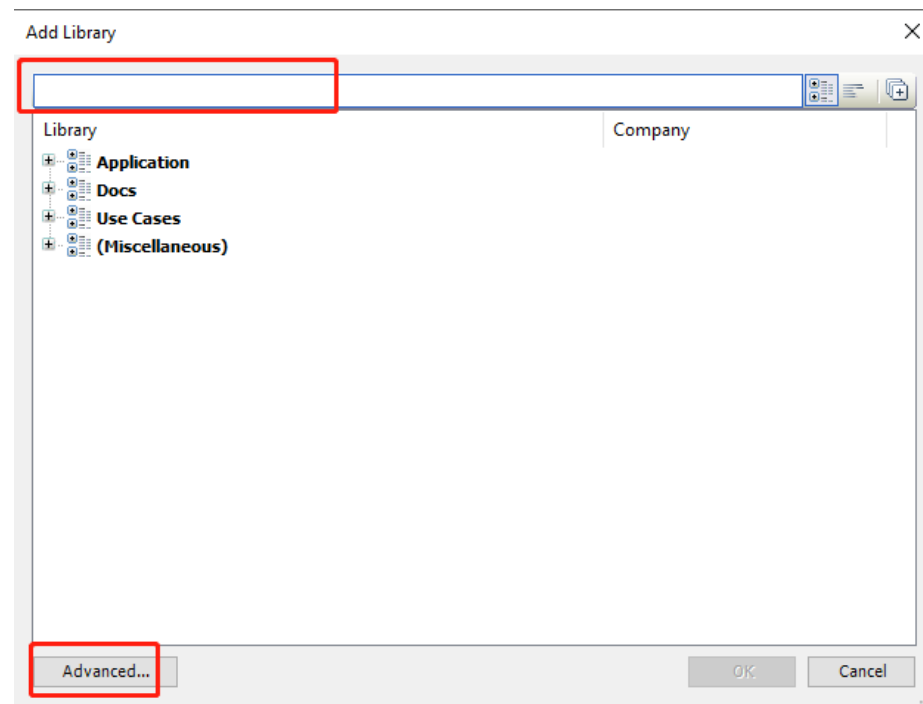 Add Library
Library Company
Application
Docs
Use Cases
(Miscellaneous)
Advanced... OK Cancel